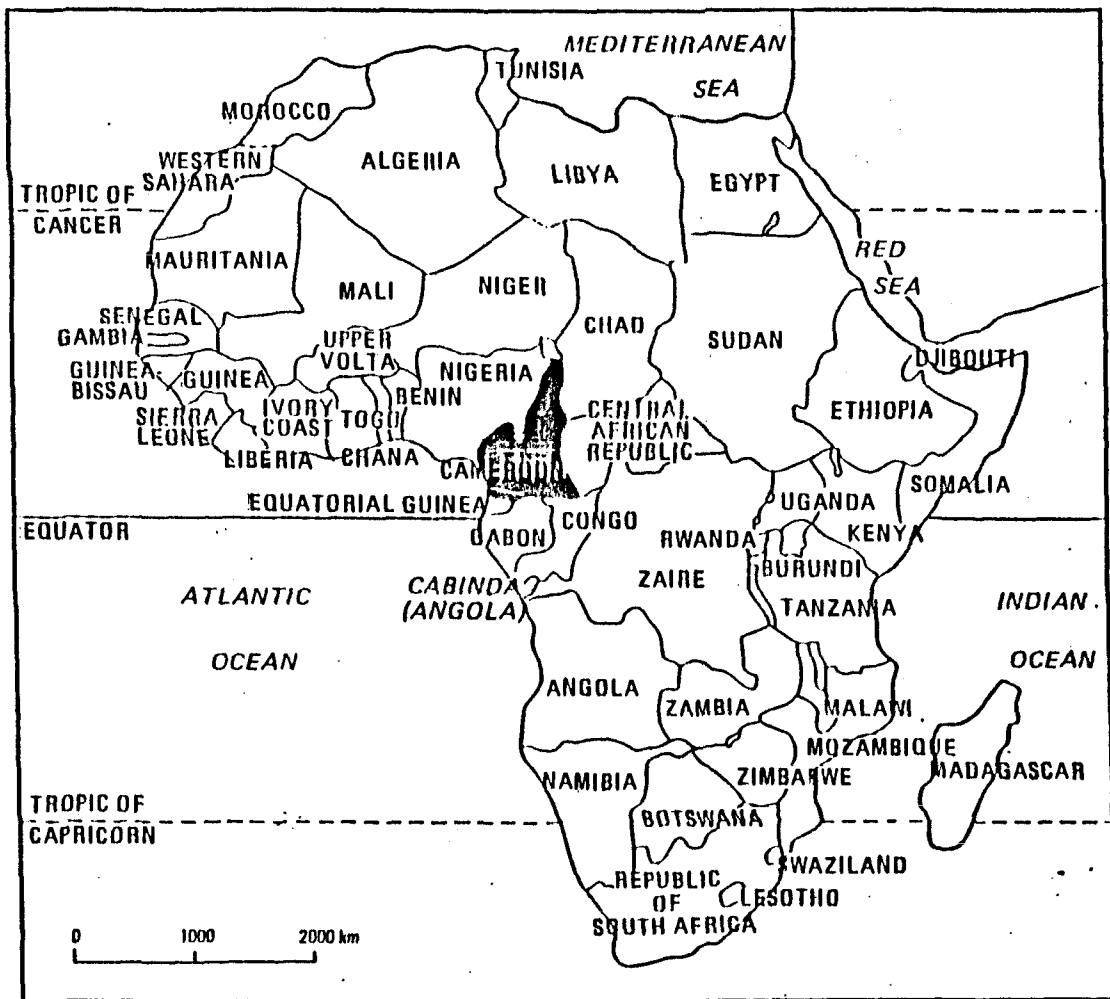 MEDITERRANEAN
SEA
TUNISIA
MOROCCO
ALGERIA
LIBYA
EGYPT
WESTERN
SAHARA
TROPIC OF
CANCER
MAURITANIA
MALI
NIGER
CHAD
SUDAN
RED
SEA
SENEGAL
GAMBIA
GUINEA-
BISSAU
GUINEA
SIERRA
LEONE
LIBERIA
IVORY
COAST
UPPER
VOLTA
TOGO
GHANA
BENIN
NIGERIA
CAMEROON
CENTRAL
AFRICAN
REPUBLIC
DJIBOUTI
ETHIOPIA
SOMALIA
EQUATORIAL GUINEA
EQUATOR
GABON
CONGO
UGANDA
KENYA
RWANDA
BURUNDI
ZAIRE
TANZANIA
CABINDA
(ANGOLA)
ATLANTIC
OCEAN
INDIAN
OCEAN
ANGOLA
ZAMBIA
MALAWI
MOZAMBIQUE
ZIMBABWE
MADAGASCAR
NAMIBIA
BOTSWANA
TROPIC OF
CAPRICORN
SWAZILAND
LESOTHO
REPUBLIC
OF
SOUTH AFRICA
0 1000 2000 km